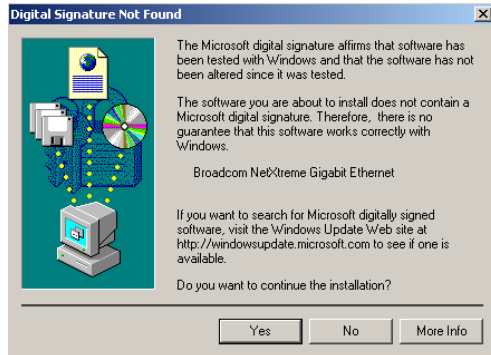 Digital Signature Not Found
The Microsoft digital signature affirms that software has
been tested with Windows and that the software has not
been altered since it was tested.
The software you are about to install does not contain a
Microsoft digital signature. Therefore, there is no
guarantee that this software works correctly with
Windows.
Broadcom NetXtreme Gigabit Ethernet
If you want to search for Microsoft digitally signed
software, visit the Windows Update Web site at
http://windowsupdate.microsoft.com to see if one is
available.
Do you want to continue the installation?
Yes No More Info